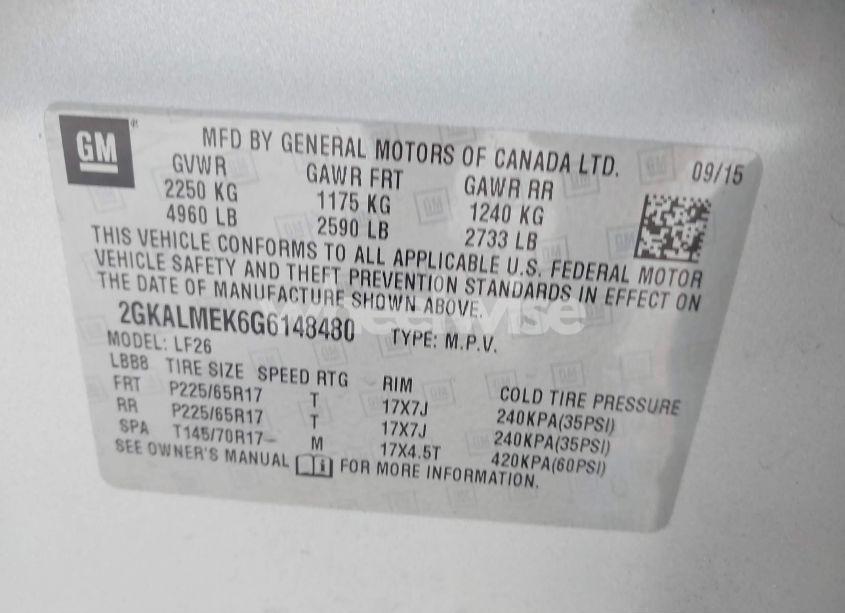 GM
MFD BY GENERAL MOTORS OF CANADA LTD. 09/15
GVWR GAWR FRT GAWR RR
2250 KG 1175 KG 1240 KG
4960 LB 2590 LB 2733 LB
THIS VEHICLE CONFORMS TO ALL APPLICABLE U.S. FEDERAL MOTOR
VEHICLE SAFETY AND THEFT PREVENTION STANDARDS IN EFFECT ON
THE DATE OF MANUFACTURE SHOWN ABOVE.
2GKALMEK6G6148480 TYPE: M.P.V.
MODEL: LF26
LBB8 TIRE SIZE SPEED RTG RIM COLD TIRE PRESSURE
FRT P225/65R17 T 17X7J 240KPA(35PSI)
RR P225/65R17 T 17X7J 240KPA(35PSI)
SPA T145/70R17- M 17X4.5T 420KPA(60PSI)
SEE OWNER'S MANUAL FOR MORE INFORMATION.